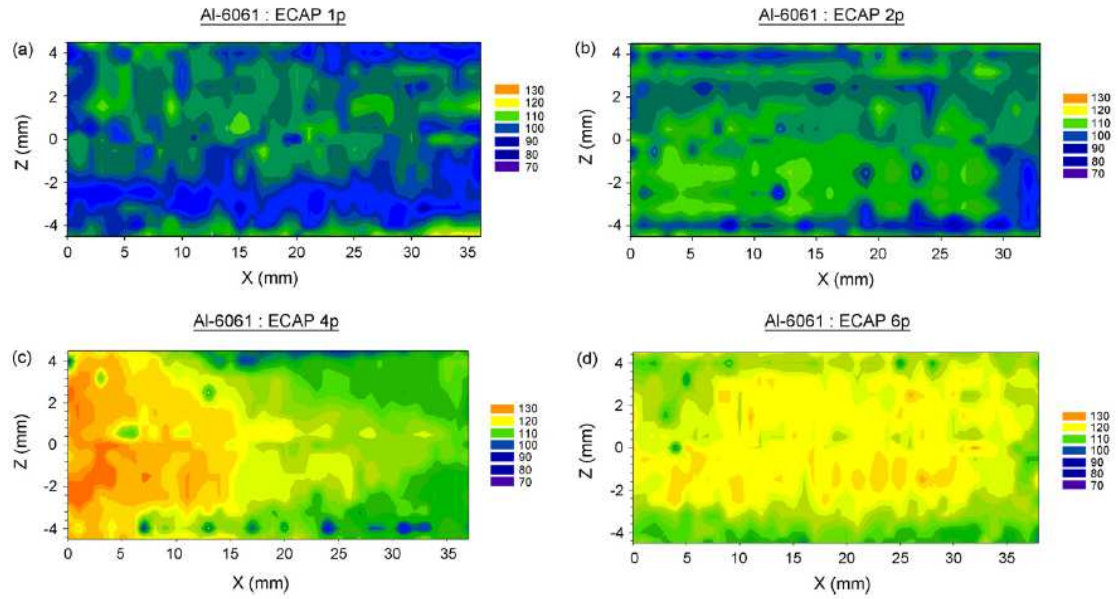 Al-6061 : ECAP 1p
(a)
Z (mm)
4
2
0
-2
-4
0 5 10 15 20 25 30 35
X (mm)
130
120
110
100
90
80
70
Al-6061 : ECAP 2p
(b)
Z (mm)
4
2
0
-2
-4
0 5 10 15 20 25 30
X (mm)
130
120
110
100
90
80
70
Al-6061 : ECAP 4p
(c)
Z (mm)
4
2
0
-2
-4
0 5 10 15 20 25 30 35
X (mm)
130
120
110
100
90
80
70
Al-6061 : ECAP 6p
(d)
Z (mm)
4
2
0
-2
-4
0 5 10 15 20 25 30 35
X (mm)
130
120
110
100
90
80
70